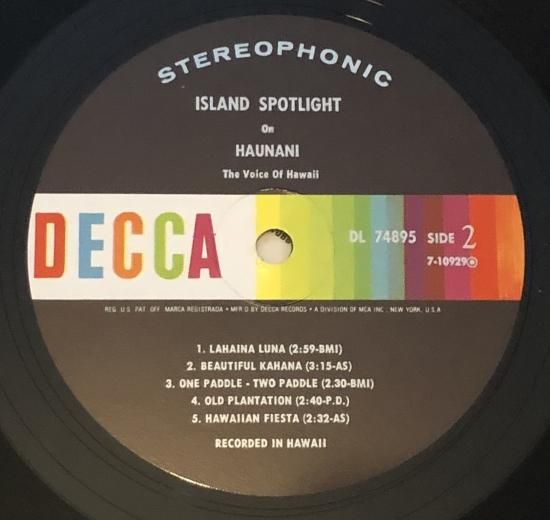 STEREOPHONIC
ISLAND SPOTLIGHT
On
HAUNANI
The Voice Of Hawaii
DECCA
DL 74895 SIDE 2
7-10929
REG. U.S. PAT. OFF. MARCA REGISTRADA • MFR'D BY DECCA RECORDS • A DIVISION OF MCA INC., NEW YORK, U.S.A
1. LAHAINA LUNA (2:59-BMI)
2. BEAUTIFUL KAHANA (3:15-AS)
3. ONE PADDLE - TWO PADDLE (2.30-BMI)
4. OLD PLANTATION (2:40-P.D.)
5. HAWAIIAN FIESTA (2:32-AS)
RECORDED IN HAWAII